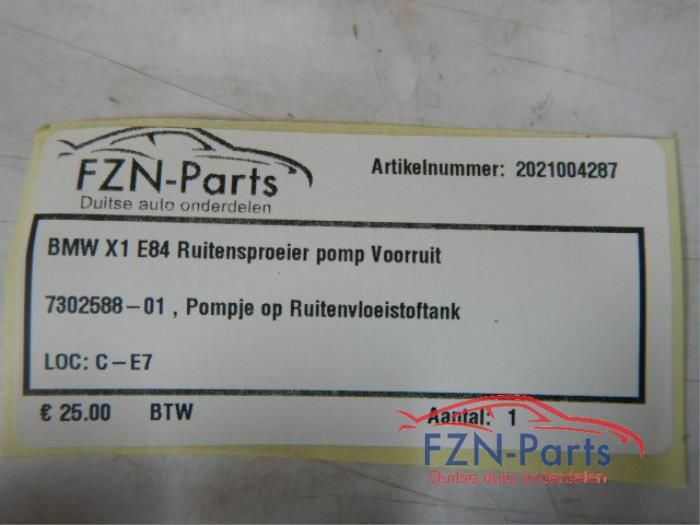 FZN-Parts
Duitse auto onderdelen
Artikelnummer: 2021004287
BMW X1 E84 Ruitensproeier pomp Voorruit
7302588-01 , Pompje op Ruitenvloeistoftank
LOC: C-E7
€ 25.00 BTW Aantal: 1
FZN-Parts
Duitse auto onderdelen